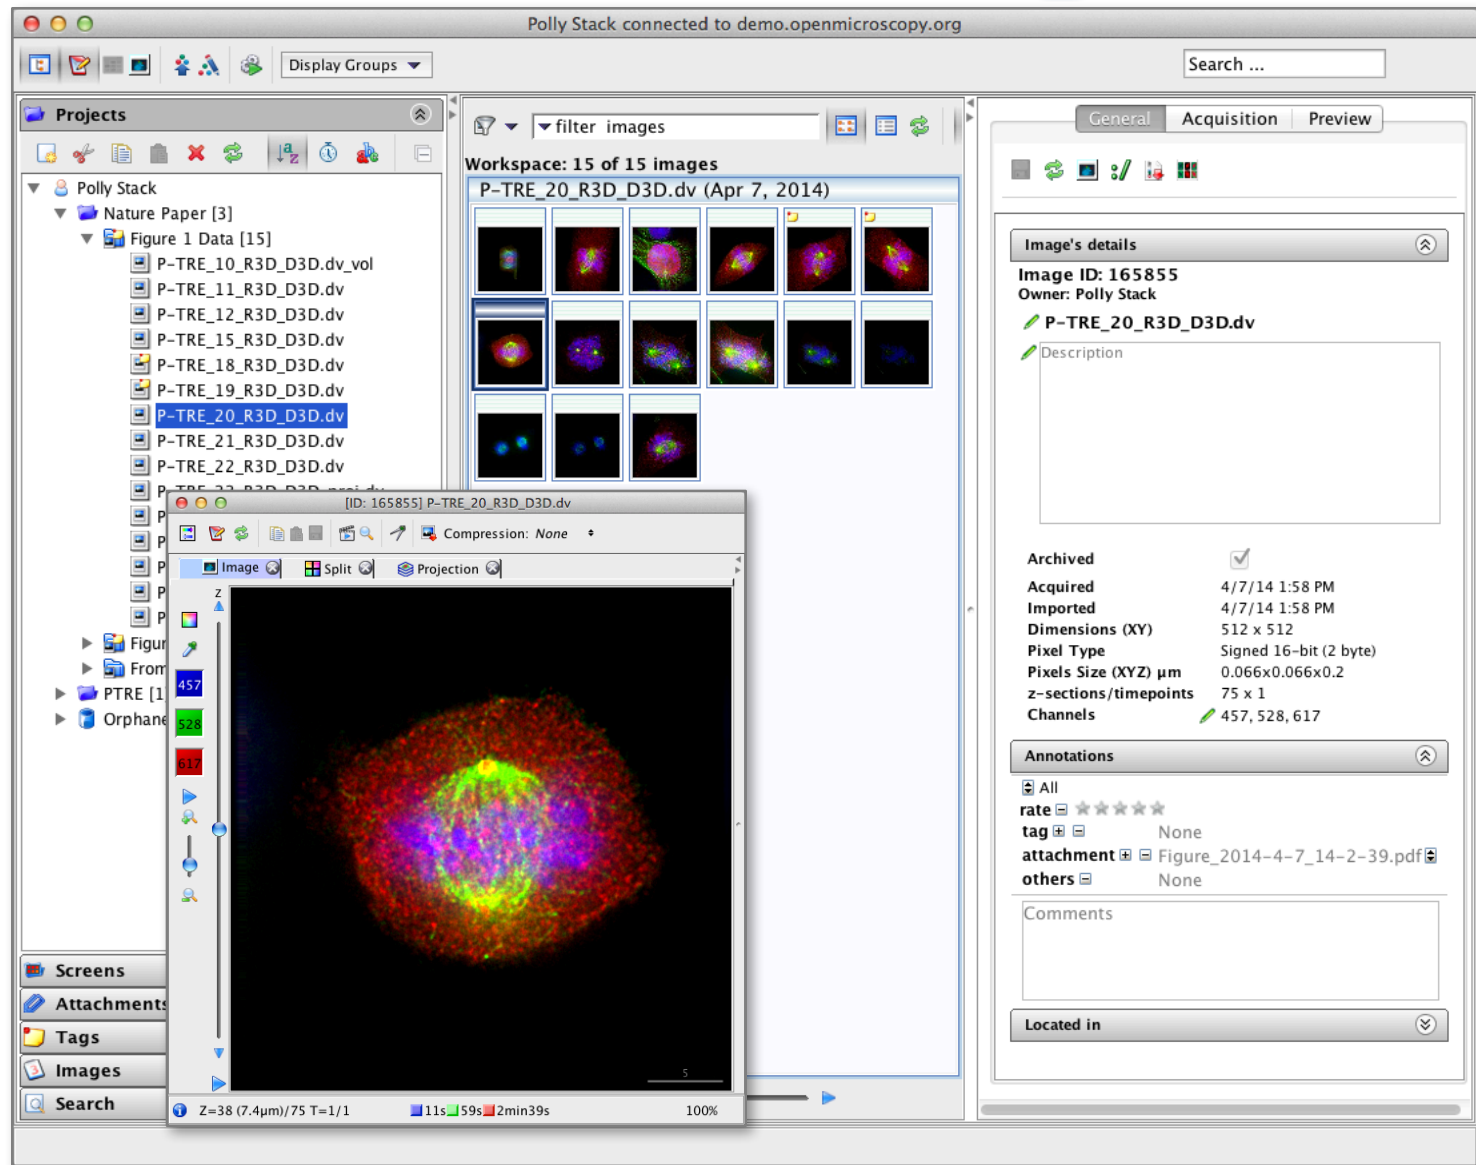 Polly Stack connected to demo.openmicroscopy.org
Display Groups
Search ...
Projects
Polly Stack
Nature Paper [3]
Figure 1 Data [15]
P-TRE_10_R3D_D3D.dv_vol
P-TRE_11_R3D_D3D.dv
P-TRE_12_R3D_D3D.dv
P-TRE_15_R3D_D3D.dv
P-TRE_18_R3D_D3D.dv
P-TRE_19_R3D_D3D.dv
P-TRE_20_R3D_D3D.dv
P-TRE_21_R3D_D3D.dv
P-TRE_22_R3D_D3D.dv
P
P
P
P
P
Figur
From
PTRE [1
Orphane
Screens
Attachments
Tags
Images
Search
filter images
Workspace: 15 of 15 images
P-TRE_20_R3D_D3D.dv (Apr 7, 2014)
[ID: 165855] P-TRE_20_R3D_D3D.dv
Compression: None
Image
Split
Projection
Z
457
528
617
5
Z=38 (7.4µm)/75 T=1/1
11s 59s 2min39s
100%
General Acquisition Preview
Image's details
Image ID: 165855
Owner: Polly Stack
P-TRE_20_R3D_D3D.dv
Description
Archived
Acquired 4/7/14 1:58 PM
Imported 4/7/14 1:58 PM
Dimensions (XY) 512 x 512
Pixel Type Signed 16-bit (2 byte)
Pixels Size (XYZ) µm 0.066x0.066x0.2
z-sections/timepoints 75 x 1
Channels 457, 528, 617
Annotations
All
rate
tag None
attachment Figure_2014-4-7_14-2-39.pdf
others None
Comments
Located in